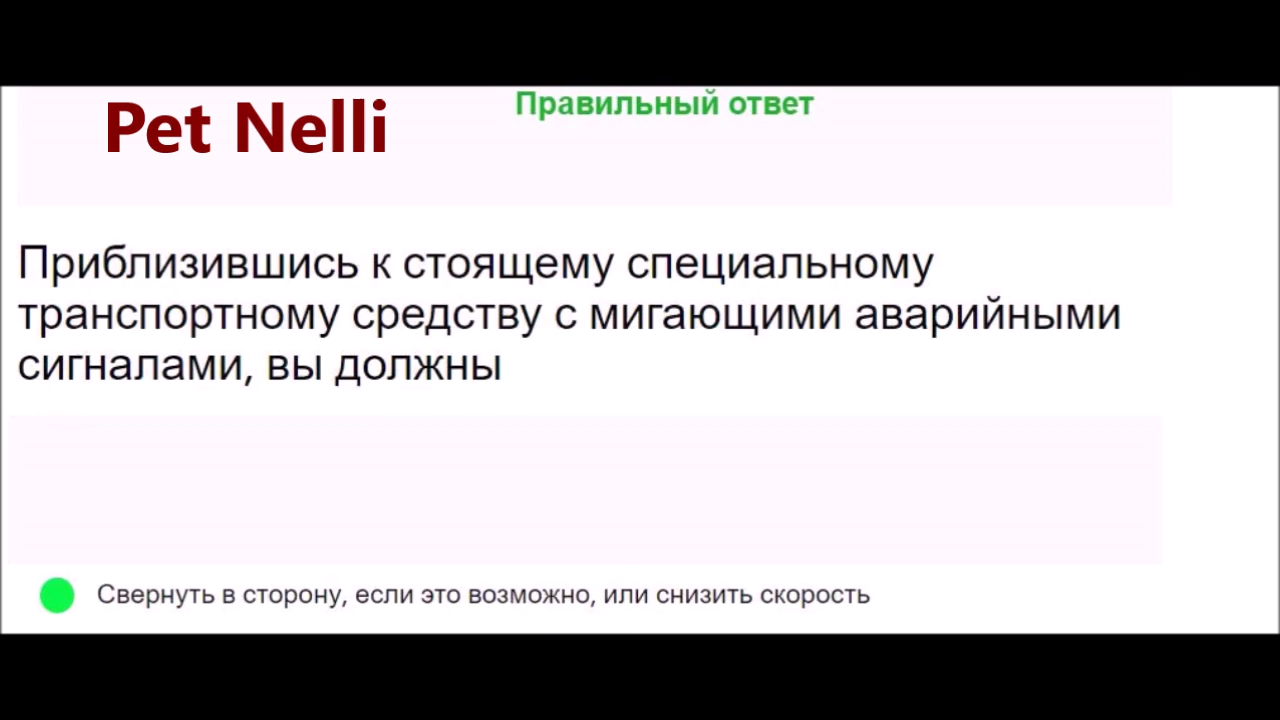 Правильный ответ
Pet Nelli
Приблизившись к стоящему специальному
транспортному средству с мигающими аварийными
сигналами, вы должны
Свернуть в сторону, если это возможно, или снизить скорость